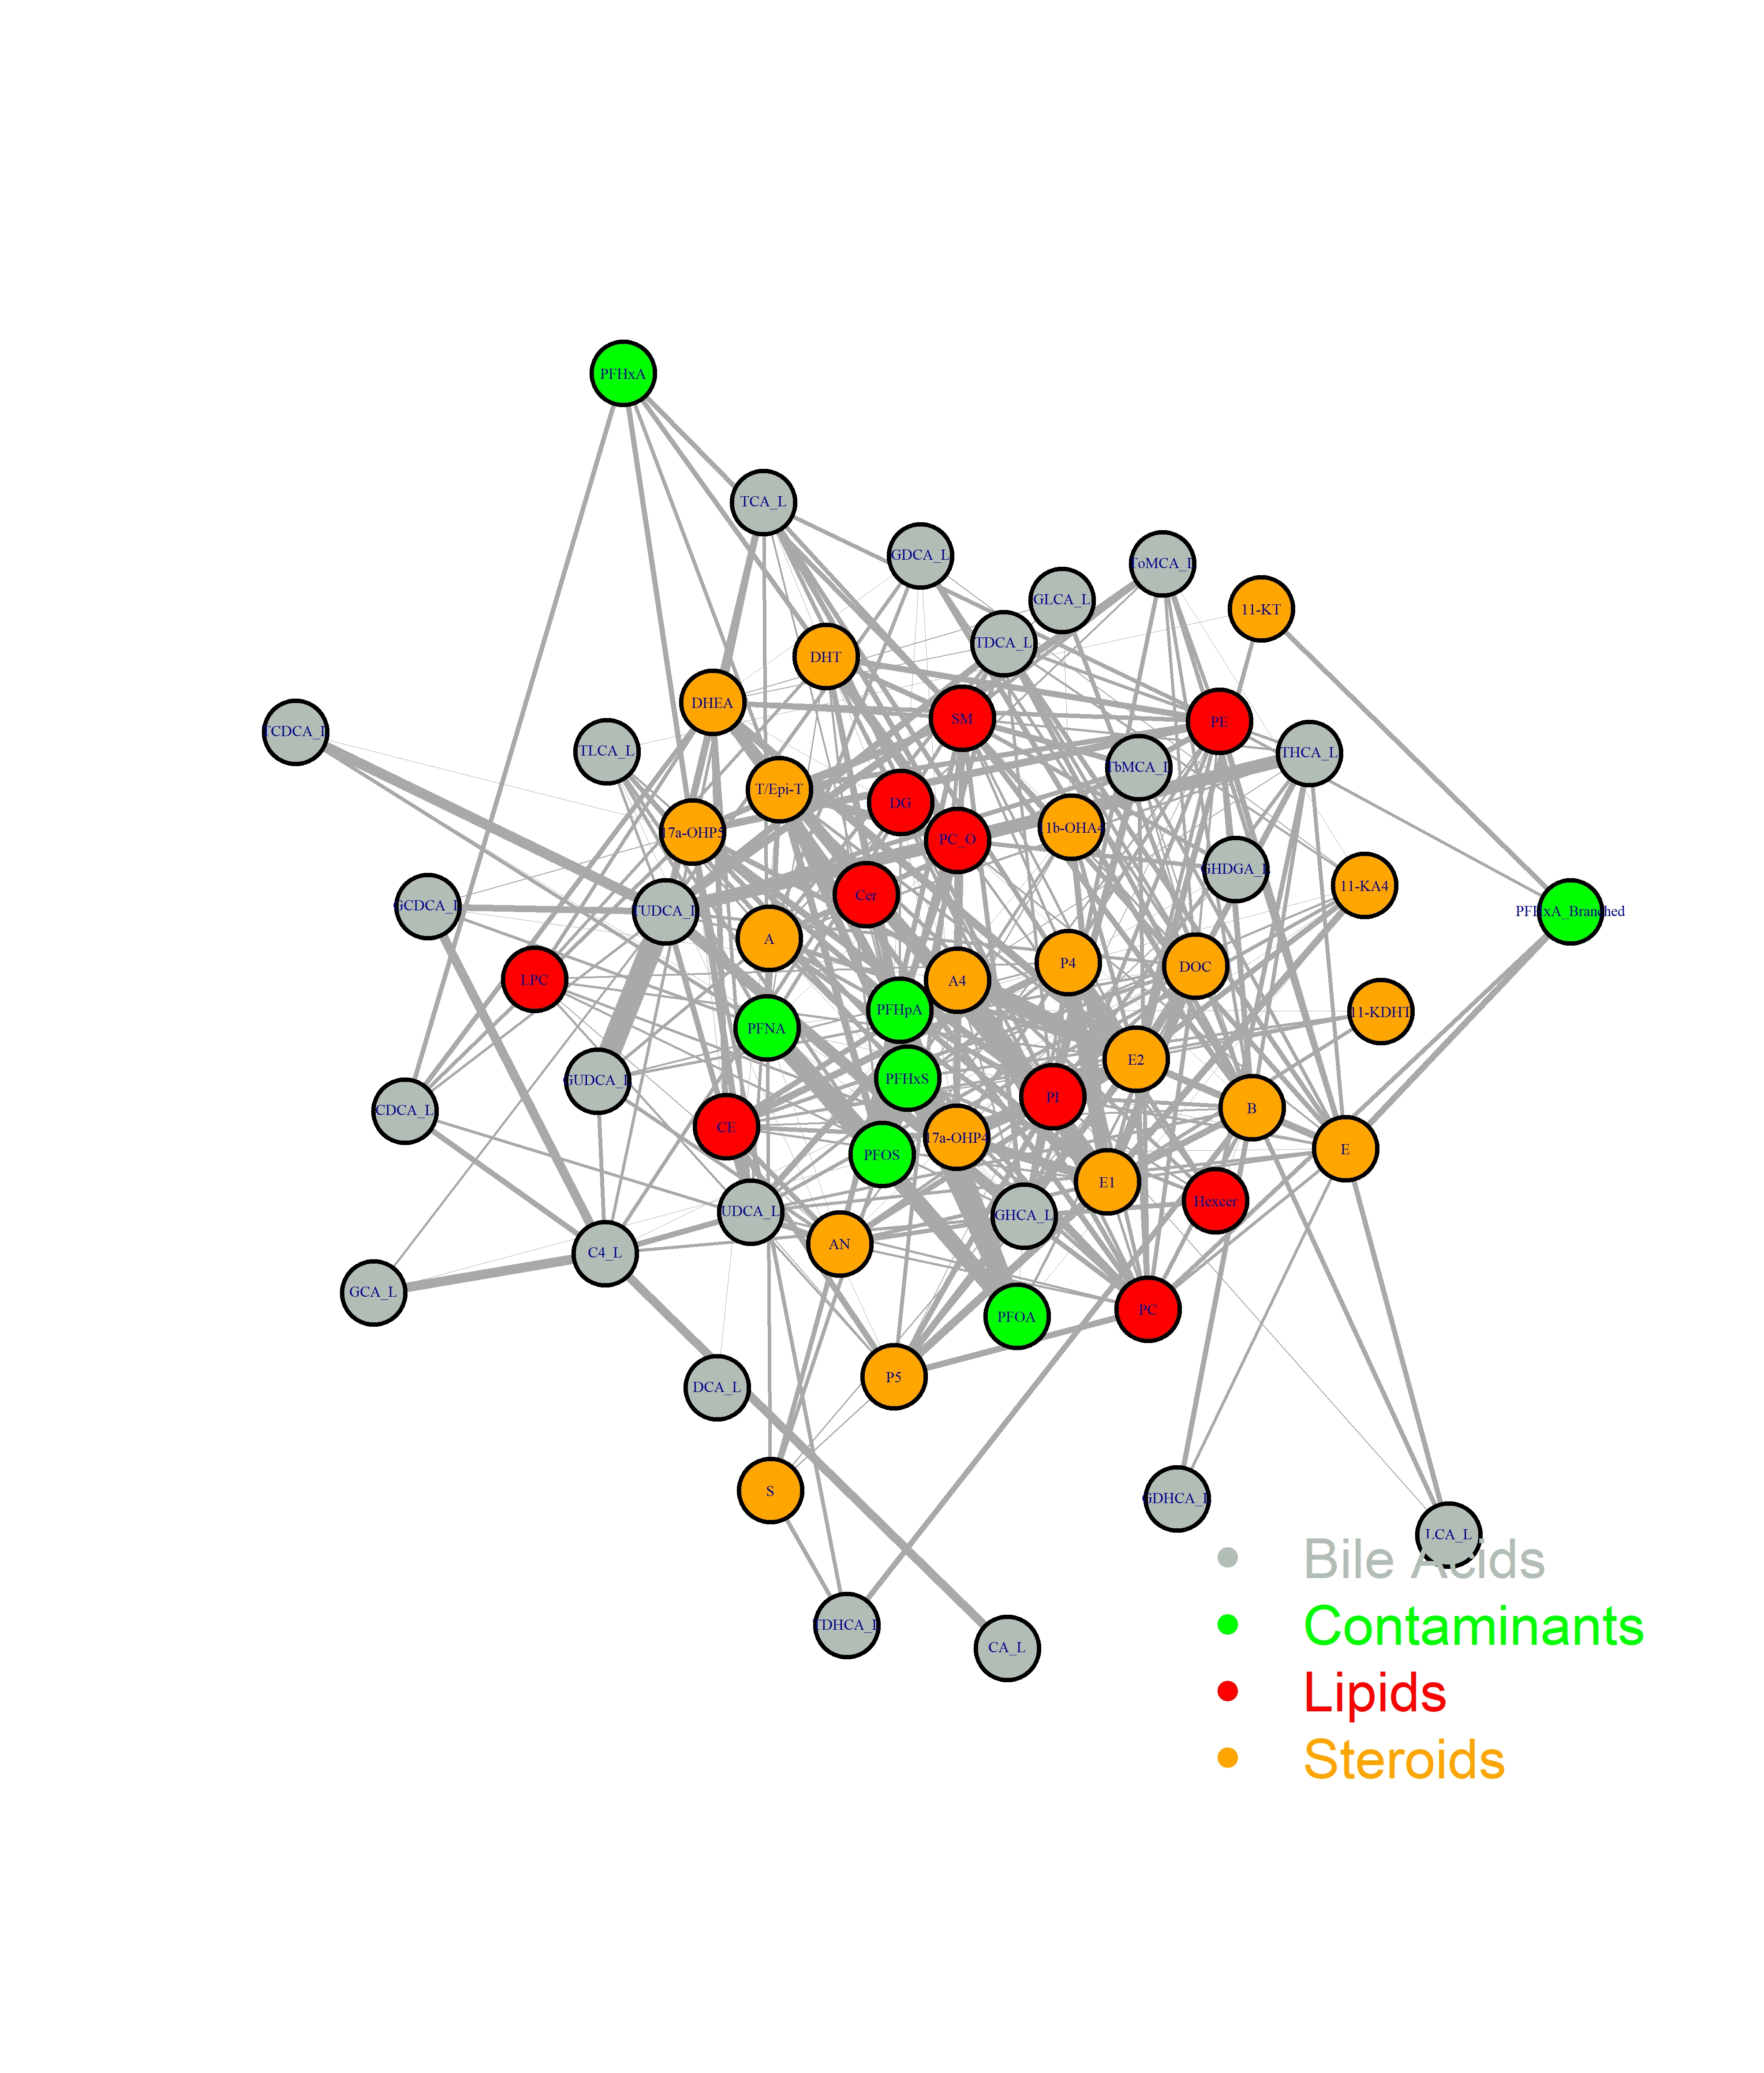 PFHxA
TCA_L
GDCA_L
ToMCA_L
GLCA_L
11-KT
TDCA_L
DHT
DHEA
SM
PE
TCDCA_L
TLCA_L
THCA_L
TbMCA_L
T/Epi-T
DG
17a-OHP5
1b-OHA4
PC_O
GHDGA_L
11-KA4
Cer
GCDCA_L
TUDCA_L
PFHxA_Branched
A
P4
DOC
LPC
A4
PFHpA
11-KDHT
PFNA
E2
PFHxS
GUDCA_L
PI
CDCA_L
B
CE
17a-OHP4
E
PFOS
E1
Hexcer
UDCA_L
GHCA_L
AN
C4_L
GCA_L
PC
PFOA
P5
DCA_L
S
GDHCA_L
LCA_L
Bile Acids
TDHCA_L
Contaminants
CA_L
Lipids
Steroids